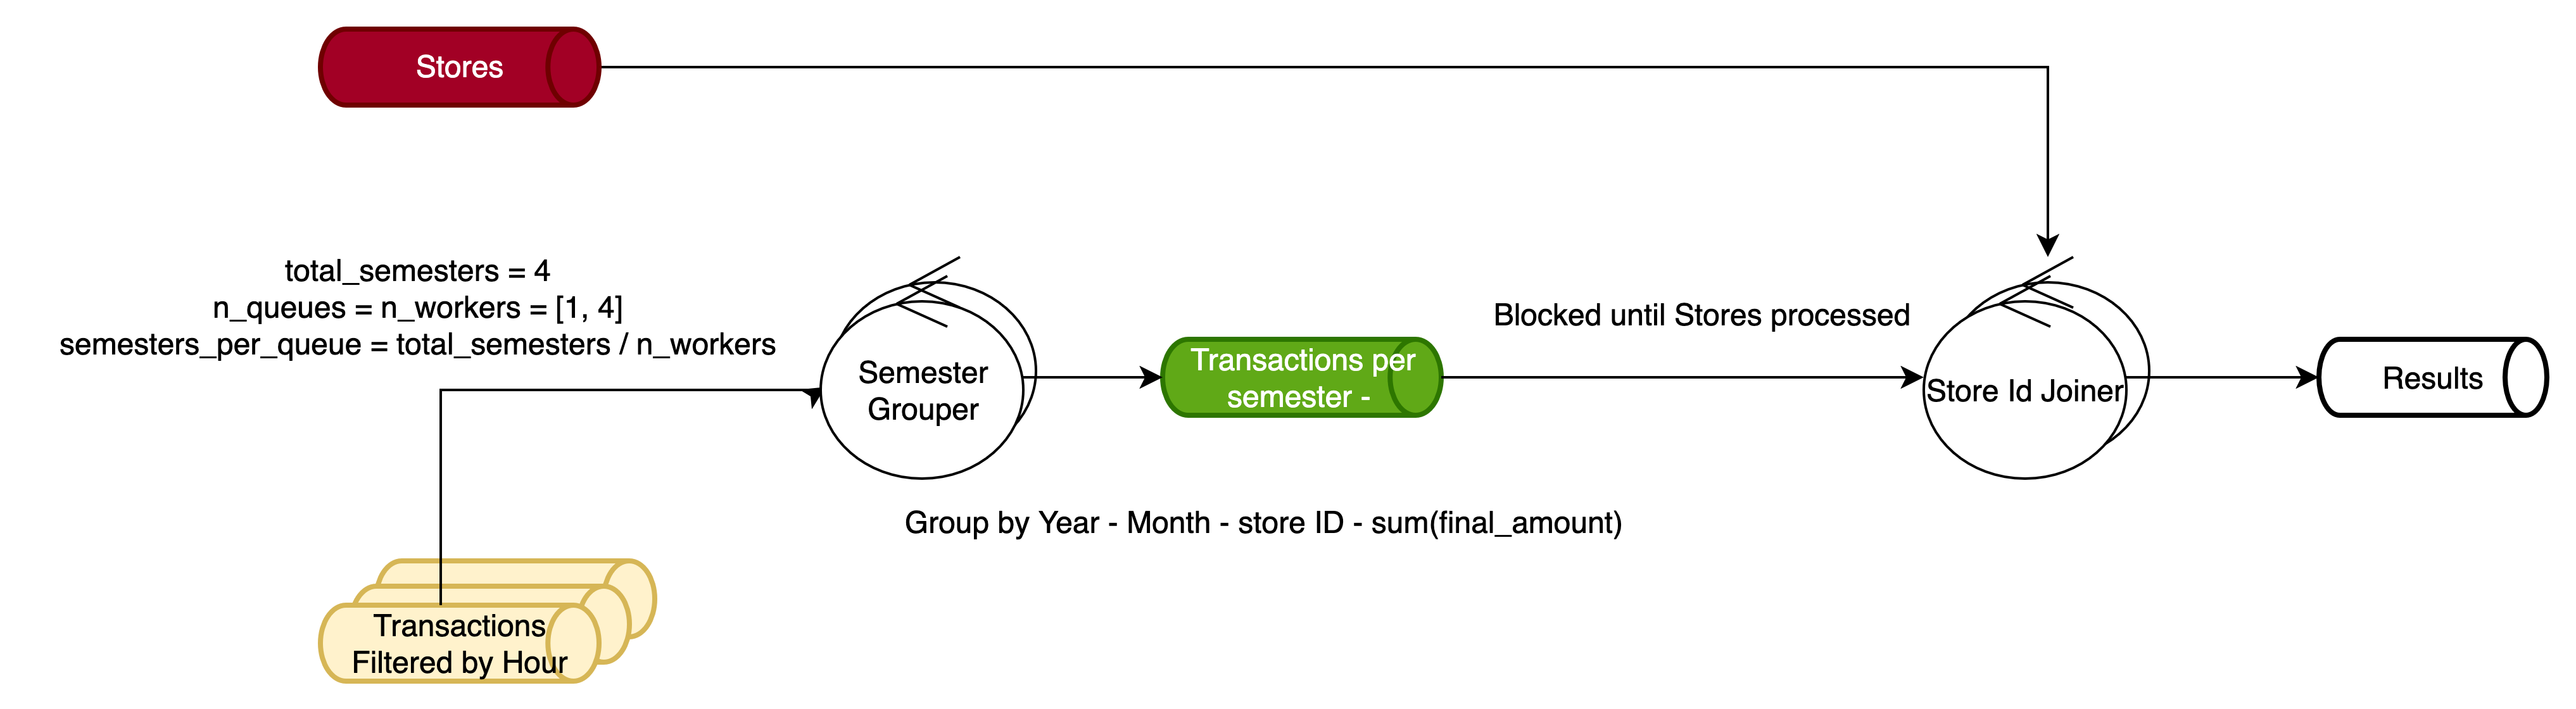 Stores
total_semesters = 4
n_queues = n_workers = [1, 4]
semesters_per_queue = total_semesters / n_workers
Semester
Grouper
Transactions per
semester -
Blocked until Stores processed
Store Id Joiner
Results
Group by Year - Month - store ID - sum(final_amount)
Transactions
Filtered by Hour